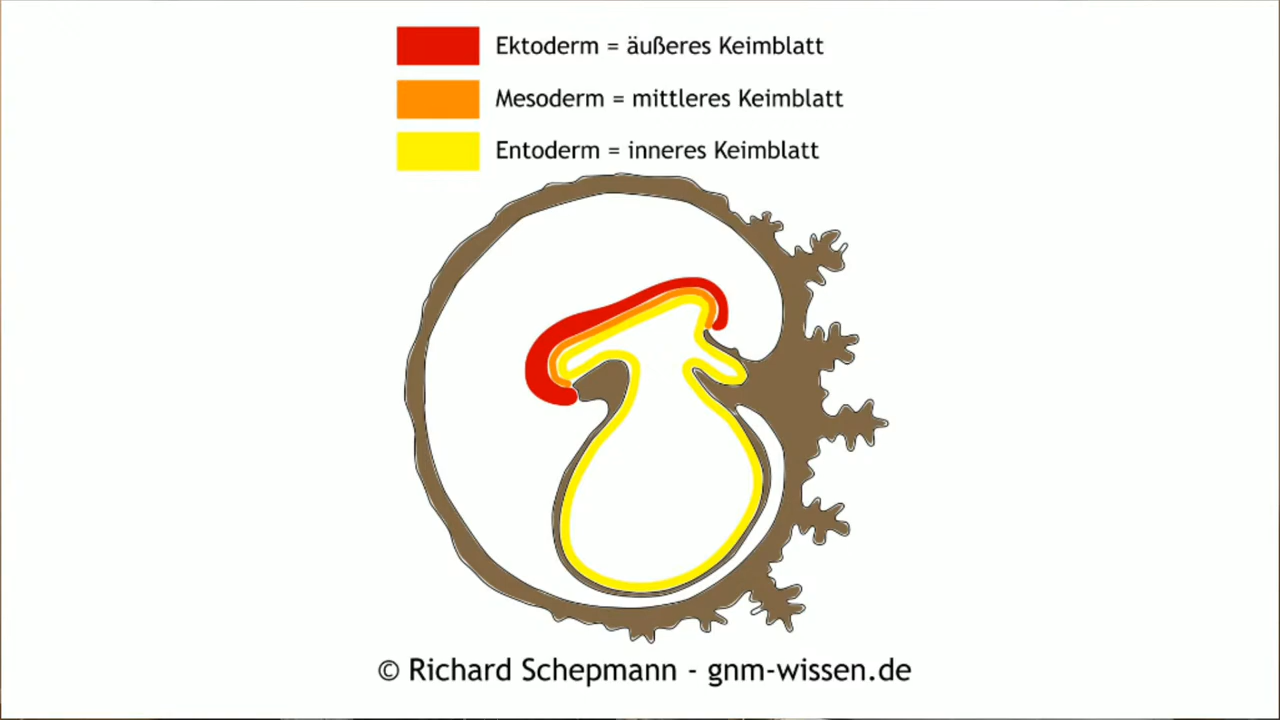 Ektoderm = äußeres Keimblatt
Mesoderm = mittleres Keimblatt
Entoderm = inneres Keimblatt
© Richard Schepmann - gnm-wissen.de